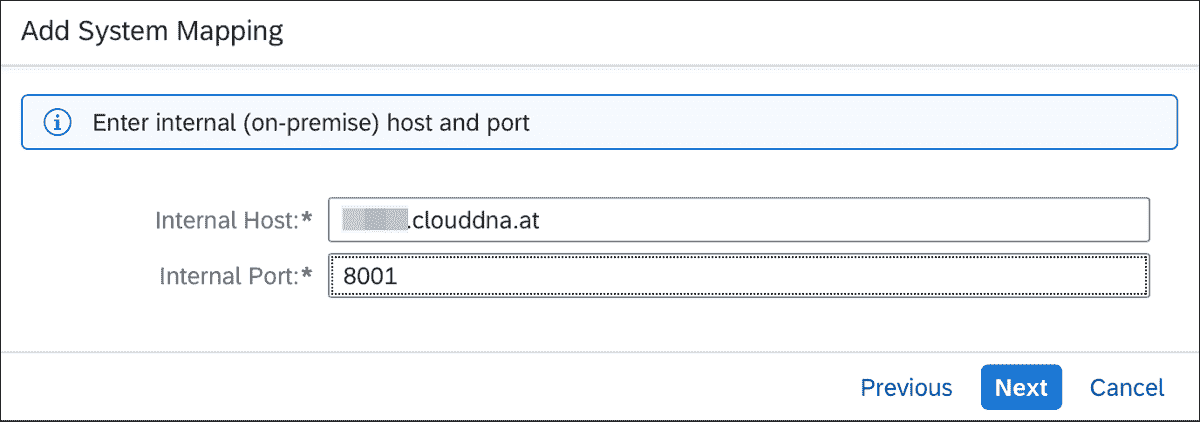 Add System Mapping
Enter internal (on-premise) host and port
Internal Host:* .clouddna.at
Internal Port:* 8001
Previous Next Cancel